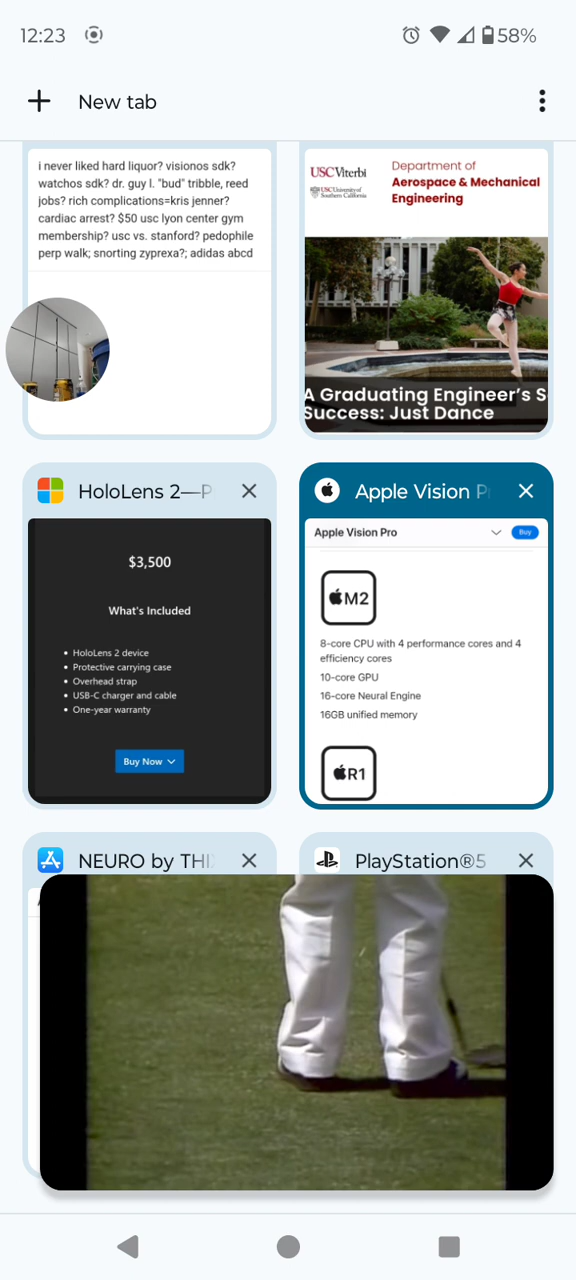 12:23
58%
New tab
i never liked hard liquor? visionos sdk?
watchos sdk? dr. guy l. "bud" tribble, reed
jobs? rich complications=kris jenner?
cardiac arrest? $50 usc lyon center gym
membership? usc vs. stanford? pedophile
perp walk; snorting zyprexa?; adidas abcd
USC Viterbi
USC University of
Southern California
Department of
Aerospace & Mechanical
Engineering
A Graduating Engineer's S
Success: Just Dance
HoloLens 2—P
$3,500
What's Included
HoloLens 2 device
Protective carrying case
Overhead strap
USB-C charger and cable
One-year warranty
Buy Now
Apple Vision P
Apple Vision Pro
Buy
M2
8-core CPU with 4 performance cores and 4
efficiency cores
10-core GPU
16-core Neural Engine
16GB unified memory
R1
NEURO by THI
PlayStation®5